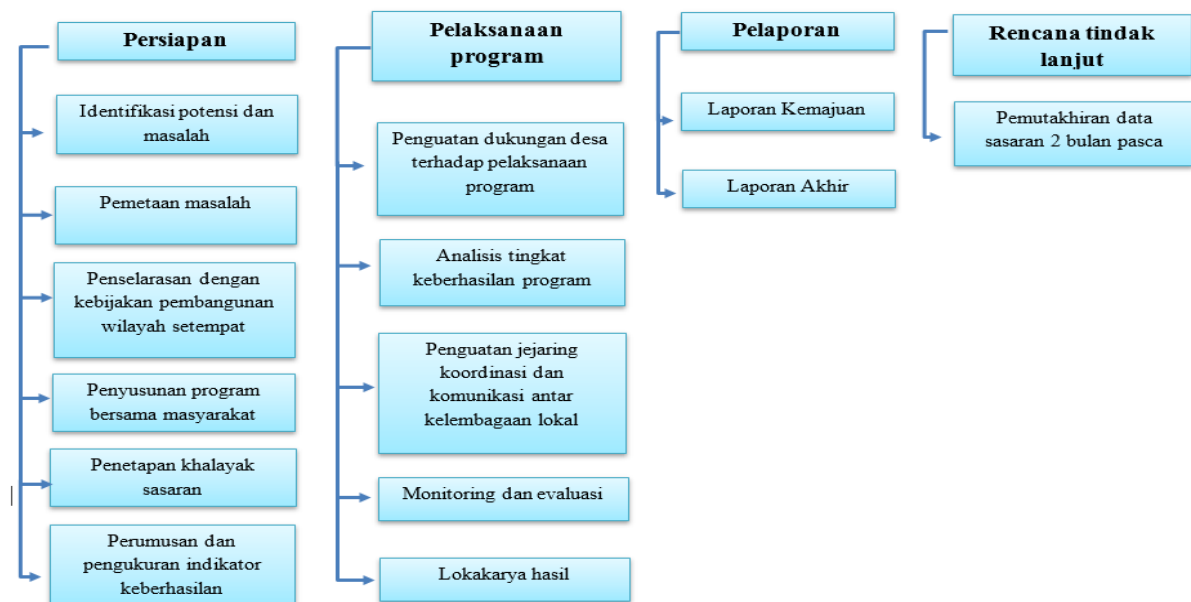 Persiapan
Identifikasi potensi dan
masalah
Pemetaan masalah
Penselarasan dengan
kebijakan pembangunan
wilayah setempat
Penyusunan program
bersama masyarakat
Penetapan khalayak
sasaran
Perumusan dan
pengukuran indikator
keberhasilan
Pelaksanaan
program
Penguatan dukungan desa
terhadap pelaksanaan
program
Analisis tingkat
keberhasilan program
Penguatan jejaring
koordinasi dan
komunikasi antar
kelembagaan lokal
Monitoring dan evaluasi
Lokakarya hasil
Pelaporan
Laporan Kemajuan
Laporan Akhir
Rencana tindak
lanjut
Pemutakhiran data
sasaran 2 bulan pasca